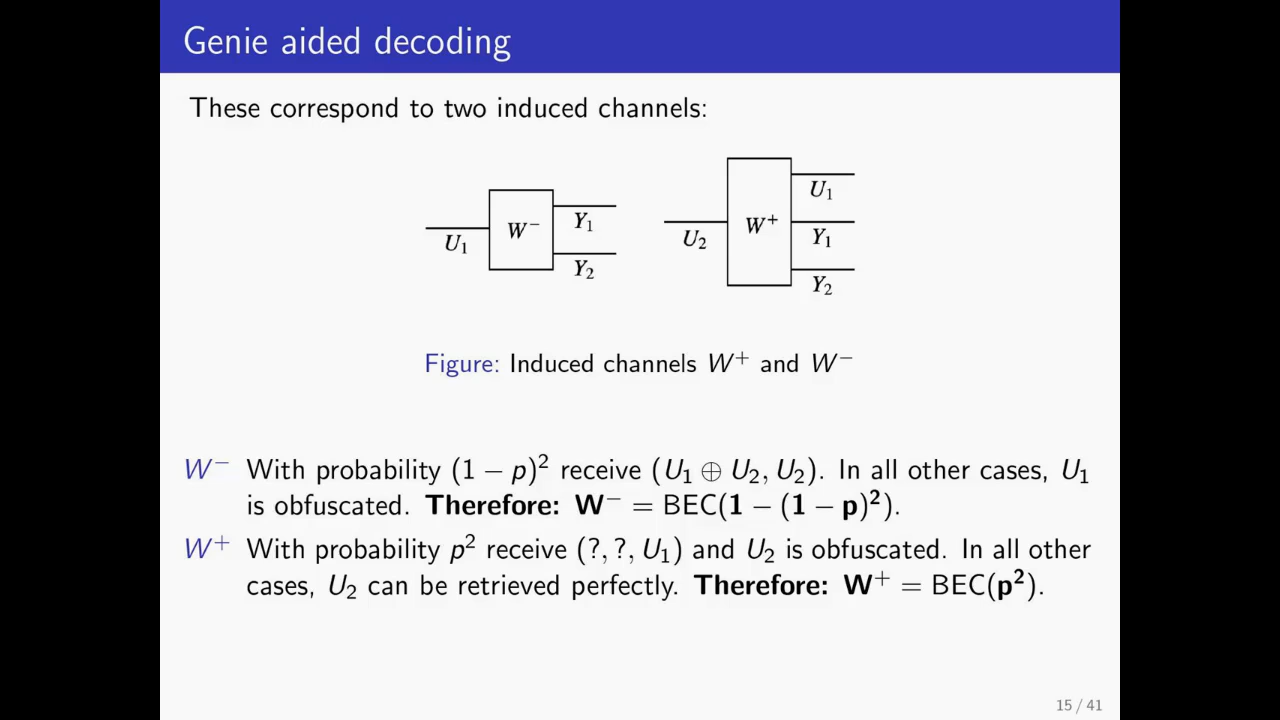 Genie aided decoding
These correspond to two induced channels:
U₁
W⁻
Y₁
Y₂
U₂
W⁺
U₁
Y₁
Y₂
Figure: Induced channels W⁺ and W⁻
W⁻ With probability (1 − p)² receive (U₁ ⊕ U₂, U₂). In all other cases, U₁
is obfuscated. Therefore: W⁻ = BEC(1 − (1 − p)²).
W⁺ With probability p² receive (?, ?, U₁) and U₂ is obfuscated. In all other
cases, U₂ can be retrieved perfectly. Therefore: W⁺ = BEC(p²).
15 / 41